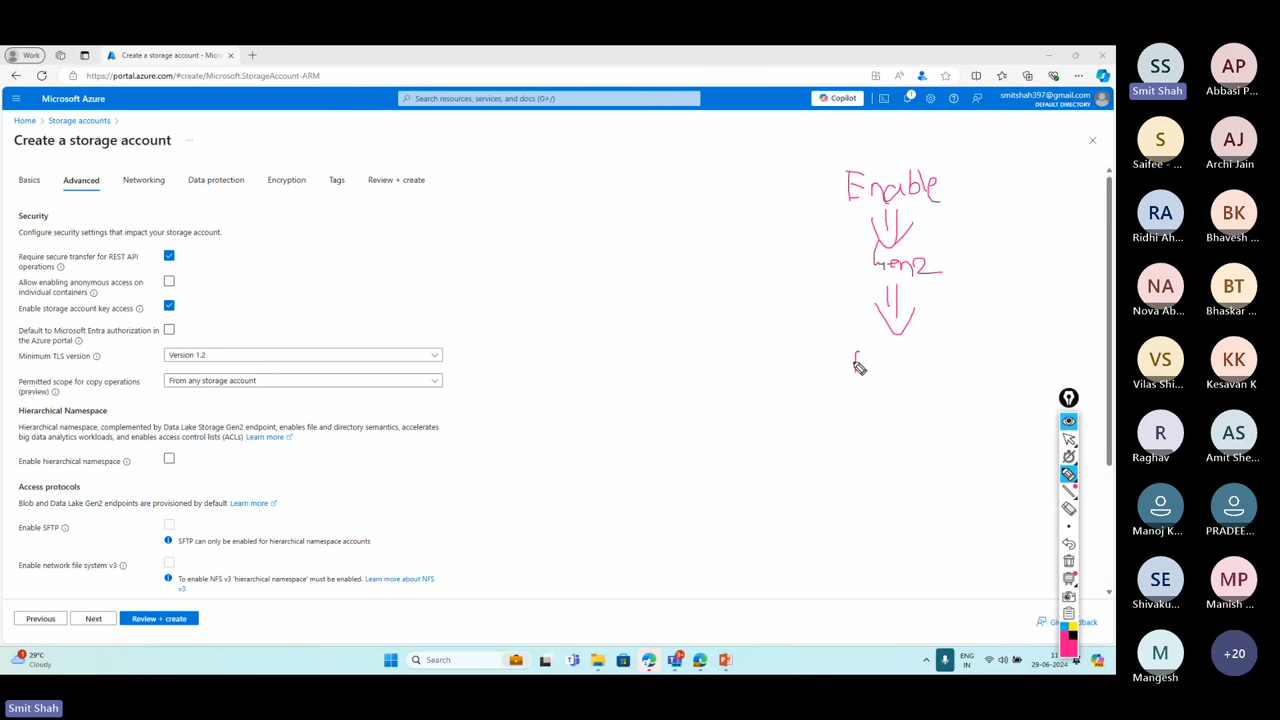 Work
Create a storage account - Micro
https://portal.azure.com/#create/Microsoft.StorageAccount-ARM
Microsoft Azure
Search resources, services, and docs (G+/)
Copilot
1
smitshah397@gmail.com
DEFAULT DIRECTORY
Home > Storage accounts >
Create a storage account ...
Basics
Advanced
Networking
Data protection
Encryption
Tags
Review + create
Security
Configure security settings that impact your storage account.
Require secure transfer for REST API
operations
Allow enabling anonymous access on
individual containers
Enable storage account key access
Default to Microsoft Entra authorization in
the Azure portal
Minimum TLS version
Version 1.2
Permitted scope for copy operations
(preview)
From any storage account
Hierarchical Namespace
Hierarchical namespace, complemented by Data Lake Storage Gen2 endpoint, enables file and directory semantics, accelerates
big data analytics workloads, and enables access control lists (ACLs) Learn more
Enable hierarchical namespace
Access protocols
Blob and Data Lake Gen2 endpoints are provisioned by default Learn more
Enable SFTP
SFTP can only be enabled for hierarchical namespace accounts
Enable network file system v3
To enable NFS v3 'hierarchical namespace' must be enabled. Learn more about NFS
v3
Previous
Next
Review + create
Enable
Gen2
29°C
Cloudy
Search
ENG
IN
29-06-2024
SS
Smit Shah
AP
Abbasi P...
S
Saifee - ...
AJ
Archi Jain
RA
Ridhi Ah...
BK
Bhavesh ...
NA
Nova Ab...
BT
Bhaskar ...
VS
Vilas Shi...
KK
Kesavan K
R
Raghav
AS
Amit She...
Manoj K...
PRADEE...
SE
Shivaku...
MP
Manish ...
M
Mangesh
+20
Smit Shah